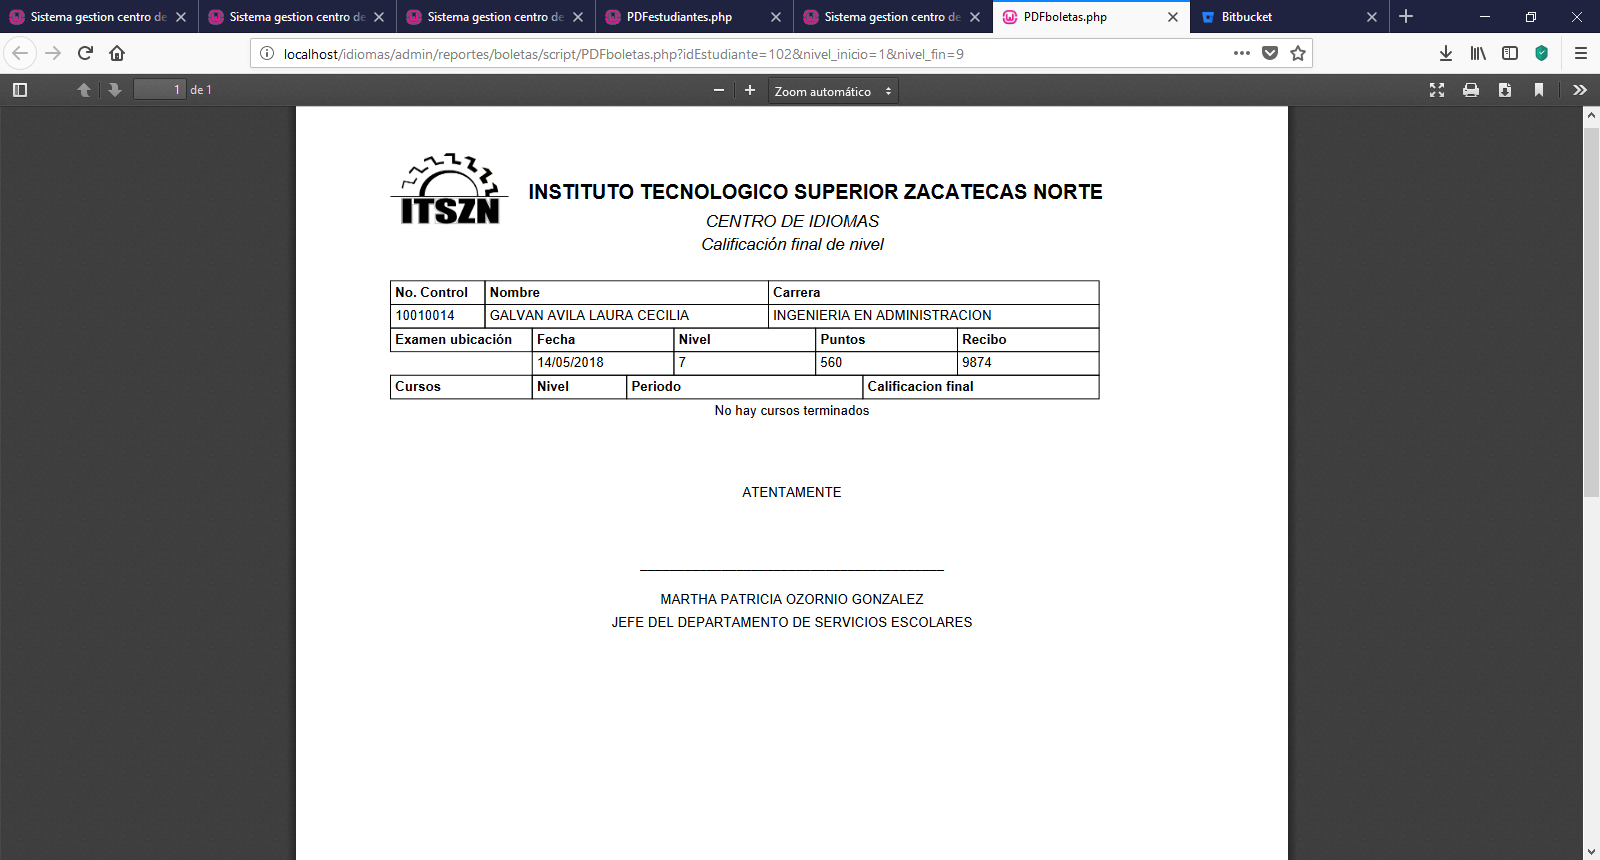 Sistema gestion centro de
Sistema gestion centro de
Sistema gestion centro de
PDFestudiantes.php
Sistema gestion centro de
PDFboletas.php
Bitbucket
localhost/idiomas/admin/reportes/boletas/script/PDFboletas.php?idEstudiante=102&nivel_inicio=1&nivel_fin=9
1 de 1
Zoom automático
ITSZN
INSTITUTO TECNOLOGICO SUPERIOR ZACATECAS NORTE
CENTRO DE IDIOMAS
Calificación final de nivel
No. Control Nombre Carrera
10010014 GALVAN AVILA LAURA CECILIA INGENIERIA EN ADMINISTRACION
Examen ubicación Fecha Nivel Puntos Recibo
14/05/2018 7 560 9874
Cursos Nivel Periodo Calificacion final
No hay cursos terminados
ATENTAMENTE
MARTHA PATRICIA OZORNIO GONZALEZ
JEFE DEL DEPARTAMENTO DE SERVICIOS ESCOLARES